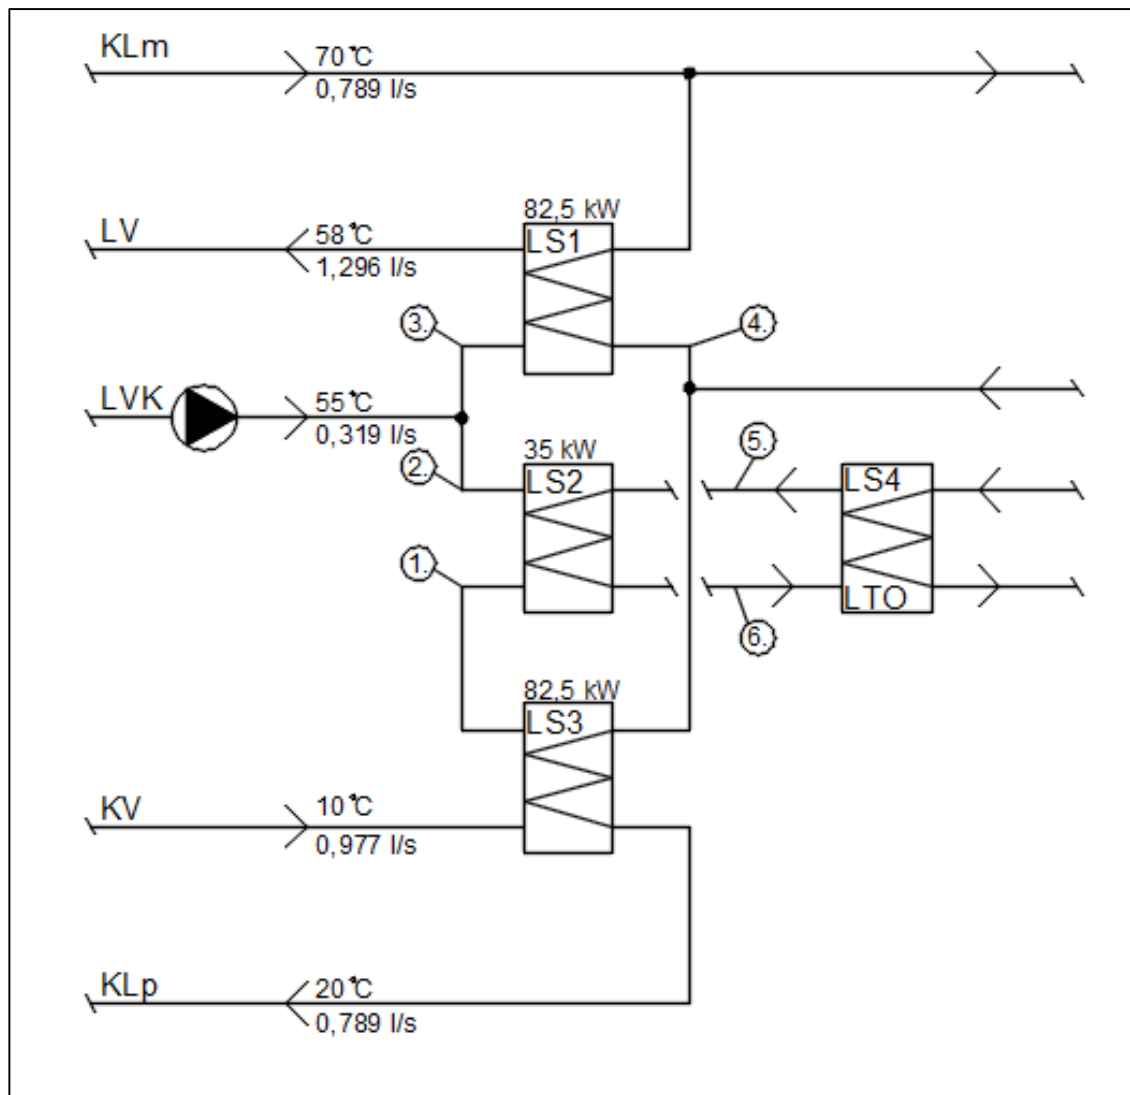 KLm
70°C
0,789 l/s
82,5 kW
LV
58°C
LS1
1,296 l/s
3.
4.
LVK
55°C
0,319 l/s
35 kW
5.
2.
LS2
LS4
1.
LTO
6.
82,5 kW
LS3
KV
10°C
0,977 l/s
KLp
20°C
0,789 l/s